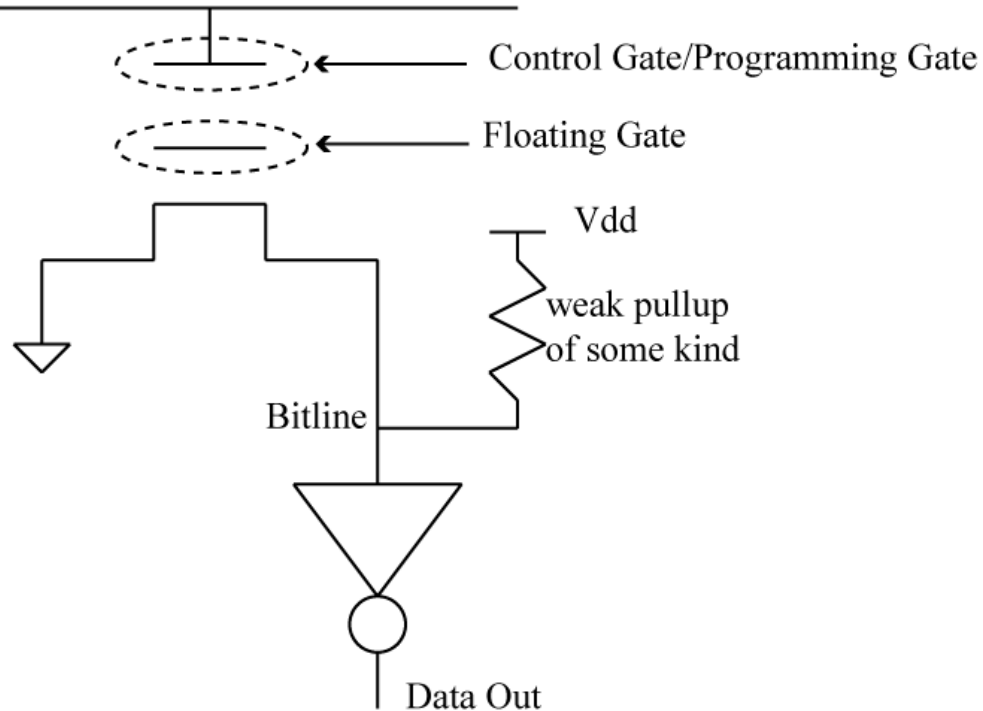 Control Gate/Programming Gate
Floating Gate
Vdd
weak pullup
of some kind
Bitline
Data Out